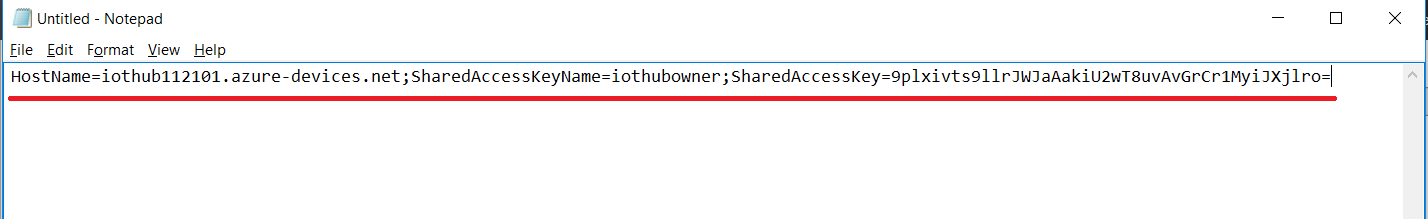 Untitled - Notepad
File Edit Format View Help
HostName=iothub112101.azure-devices.net;SharedAccessKeyName=iothubowner;SharedAccessKey=9plxivts9llrJWJaAakiU2wT8uvAvGrCr1MyiJXjlro=